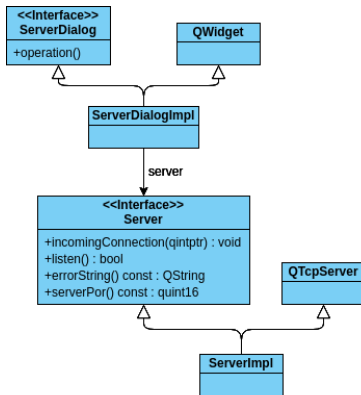 <<Interface>>
ServerDialog
+operation()
QWidget
ServerDialogImpl
server
<<Interface>>
Server
+incomingConnection(qintptr) : void
+listen() : bool
+errorString() const : QString
+serverPor() const : quint16
QTcpServer
ServerImpl